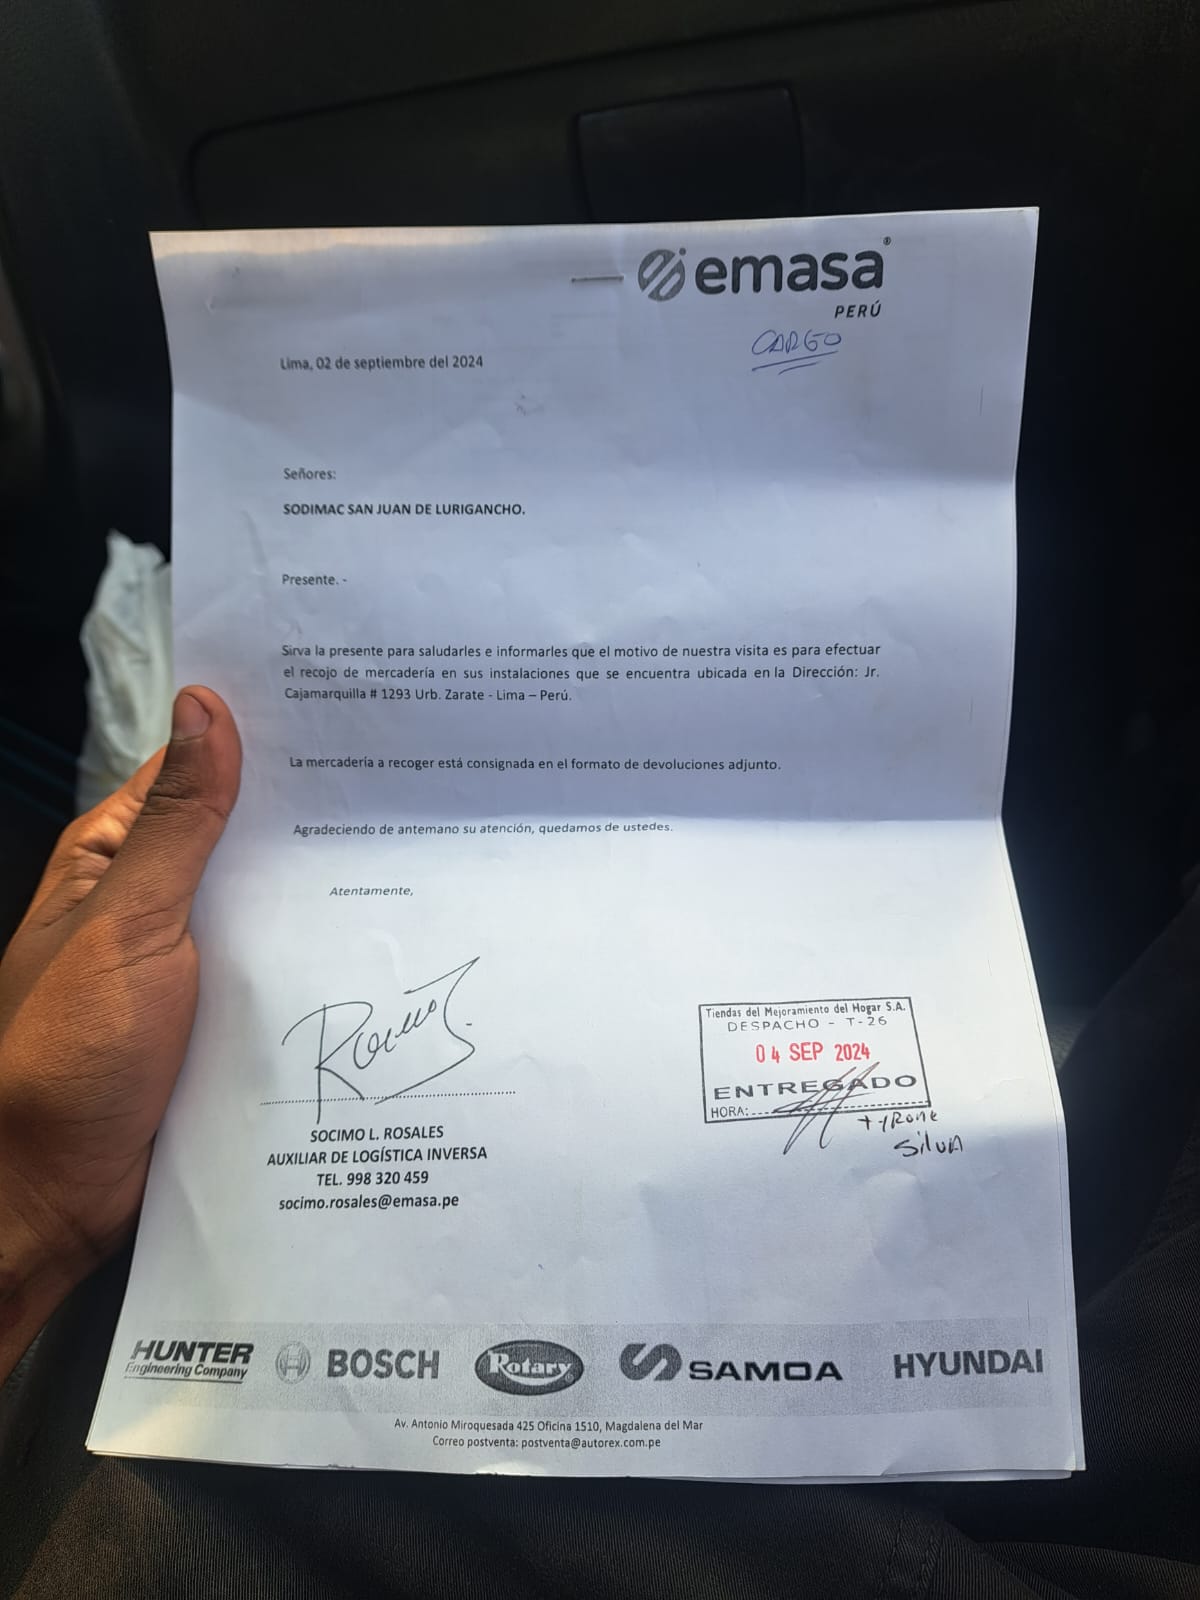 emasa®
PERÚ
CARGO
Lima, 02 de septiembre del 2024
Señores:
SODIMAC SAN JUAN DE LURIGANCHO.
Presente. -
Sirva la presente para saludarles e informarles que el motivo de nuestra visita es para efectuar
el recojo de mercadería en sus instalaciones que se encuentra ubicada en la Dirección: Jr.
Cajamarquilla # 1293 Urb. Zarate - Lima – Perú.
La mercadería a recoger está consignada en el formato de devoluciones adjunto.
Agradeciendo de antemano su atención, quedamos de ustedes.
Atentamente,
SOCIMO L. ROSALES
AUXILIAR DE LOGÍSTICA INVERSA
TEL. 998 320 459
socimo.rosales@emasa.pe
Tiendas del Mejoramiento del Hogar S.A.
DESPACHO - T-26
04 SEP 2024
ENTREGADO
HORA:
tyRone
Silva
HUNTER
Engineering Company
BOSCH
Rotary
SAMOA
HYUNDAI
Av. Antonio Miroquesada 425 Oficina 1510, Magdalena del Mar
Correo postventa: postventa@autorex.com.pe